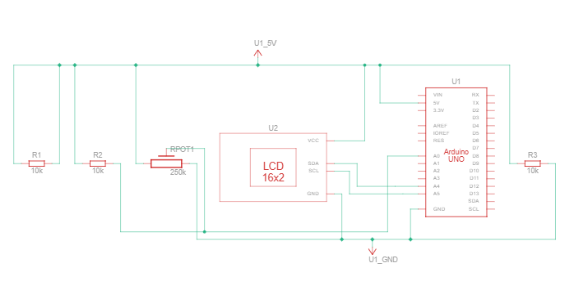 U1_5V
U1
VIN
5V
3.3V
AREF
IOREF
RES
A0
A1
A2
A3
A4
A5
GND
RX
TX
D2
D3
D4
D5
D6
D7
D8
D9
D10
D11
D12
D13
SDA
SCL
Arduino
UNO
U2
VCC
SDA
SCL
GND
LCD
16x2
R1
10k
R2
10k
RPOT1
250k
R3
10k
U1_GND